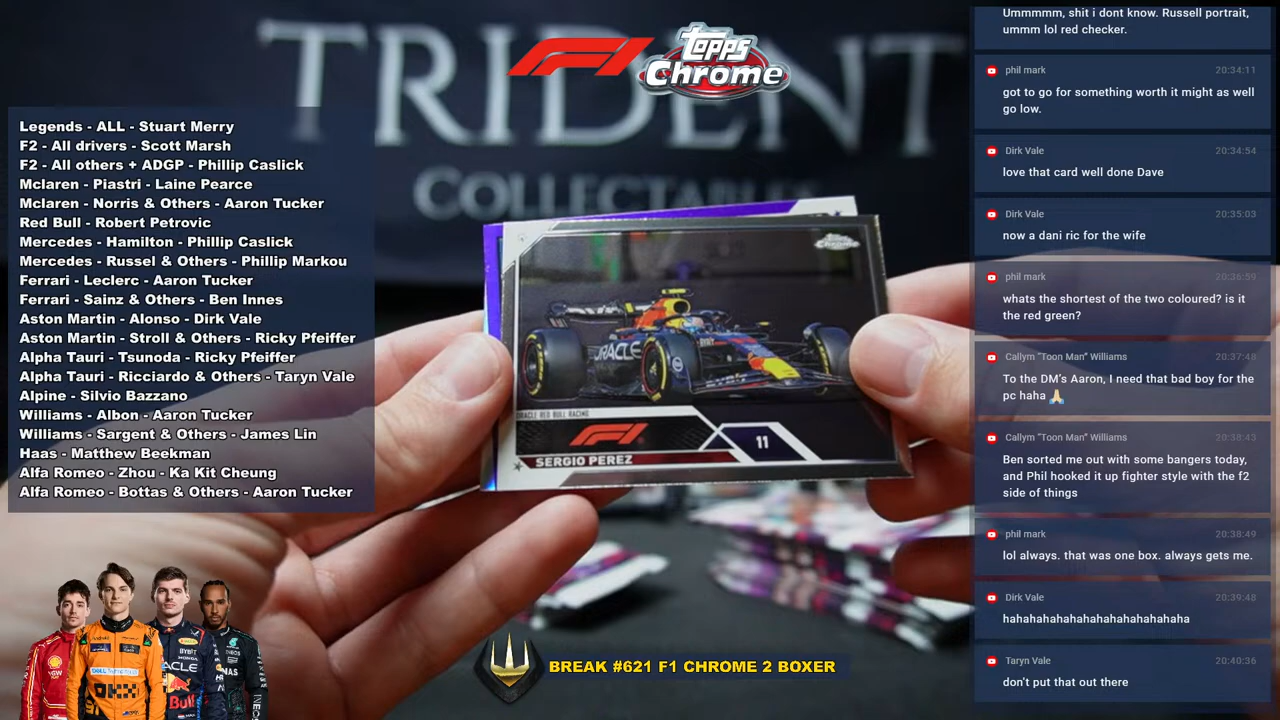 TRIDENT
COLLECTABLES
F1
Topps
Chrome
Legends - ALL - Stuart Merry
F2 - All drivers - Scott Marsh
F2 - All others + ADGP - Phillip Caslick
Mclaren - Piastri - Laine Pearce
Mclaren - Norris & Others - Aaron Tucker
Red Bull - Robert Petrovic
Mercedes - Hamilton - Phillip Caslick
Mercedes - Russel & Others - Phillip Markou
Ferrari - Leclerc - Aaron Tucker
Ferrari - Sainz & Others - Ben Innes
Aston Martin - Alonso - Dirk Vale
Aston Martin - Stroll & Others - Ricky Pfeiffer
Alpha Tauri - Tsunoda - Ricky Pfeiffer
Alpha Tauri - Ricciardo & Others - Taryn Vale
Alpine - Silvio Bazzano
Williams - Albon - Aaron Tucker
Williams - Sargent & Others - James Lin
Haas - Matthew Beekman
Alfa Romeo - Zhou - Ka Kit Cheung
Alfa Romeo - Bottas & Others - Aaron Tucker
ORACLE
ORACLE RED BULL RACING
F1
11
SERGIO PEREZ
BREAK #621 F1 CHROME 2 BOXER
Ummmmm, shit i dont know. Russell portrait,
ummm lol red checker.
phil mark 20:34:11
got to go for something worth it might as well
go low.
Dirk Vale 20:34:54
love that card well done Dave
Dirk Vale 20:35:03
now a dani ric for the wife
phil mark 20:36:59
whats the shortest of the two coloured? is it
the red green?
Callym "Toon Man" Williams 20:37:48
To the DM's Aaron, I need that bad boy for the
pc haha 🙏
Callym "Toon Man" Williams 20:38:43
Ben sorted me out with some bangers today,
and Phil hooked it up fighter style with the f2
side of things
phil mark 20:38:49
lol always. that was one box. always gets me.
Dirk Vale 20:39:48
hahahahahahahahahahahahahaha
Taryn Vale 20:40:36
don't put that out there